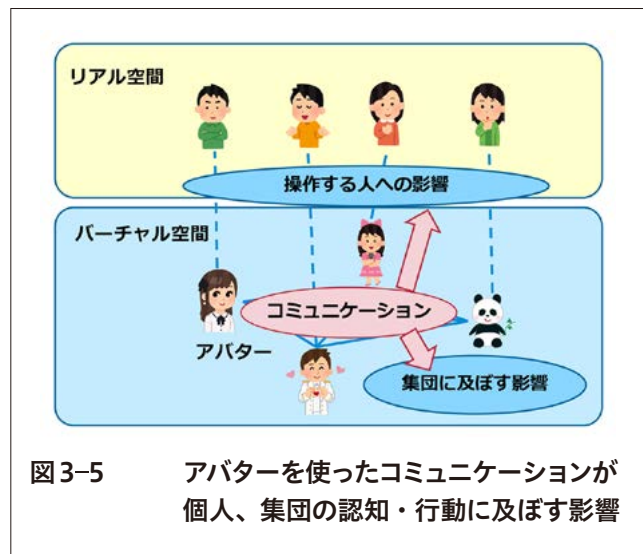 リアル空間
操作する人への影響
バーチャル空間
コミュニケーション
アバター
集団に及ぼす影響
図3–5 アバターを使ったコミュニケーションが
個人、集団の認知・行動に及ぼす影響